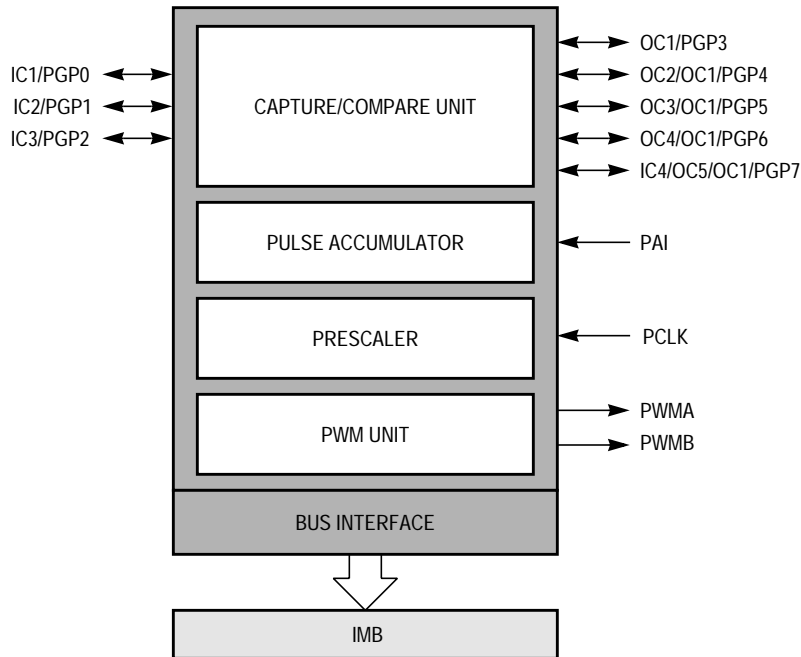 OC1/PGP3
IC1/PGP0
OC2/OC1/PGP4
IC2/PGP1
CAPTURE/COMPARE UNIT
OC3/OC1/PGP5
IC3/PGP2
OC4/OC1/PGP6
IC4/OC5/OC1/PGP7
PULSE ACCUMULATOR
PAI
PRESCALER
PCLK
PWMA
PWM UNIT
PWMB
BUS INTERFACE
IMB